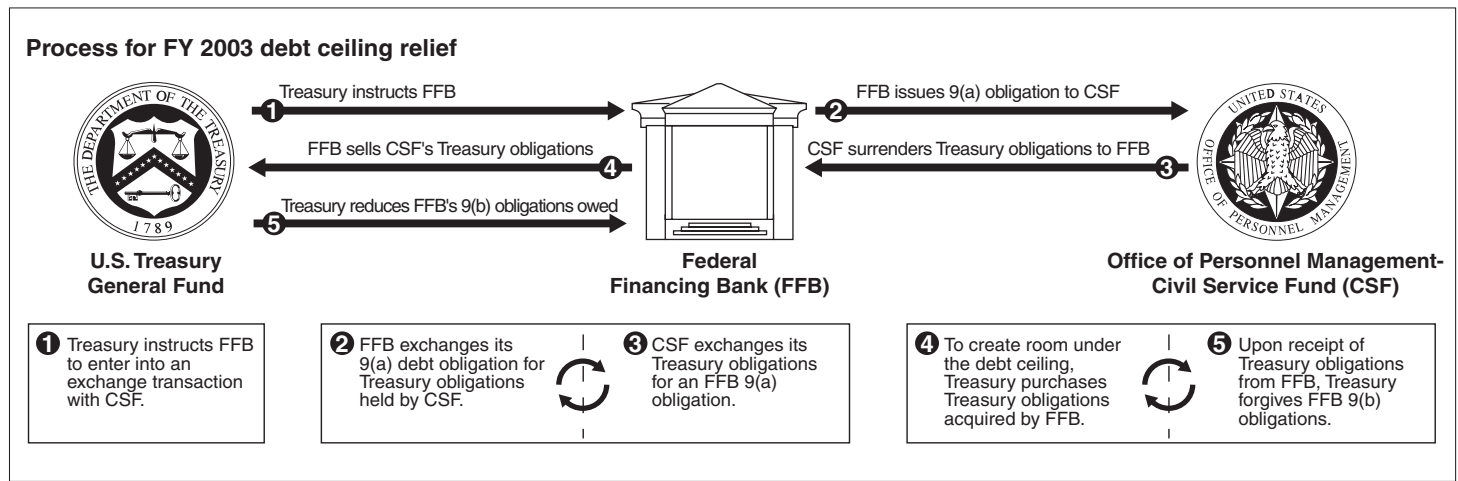 Process for FY 2003 debt ceiling relief
THE DEPARTMENT OF THE TREASURY
1789
1
Treasury instructs FFB
FFB sells CSF's Treasury obligations
4
Treasury reduces FFB's 9(b) obligations owed
5
2
FFB issues 9(a) obligation to CSF
CSF surrenders Treasury obligations to FFB
3
UNITED STATES
OFFICE OF PERSONNEL MANAGEMENT
U.S. Treasury
General Fund
Federal
Financing Bank (FFB)
Office of Personnel Management-
Civil Service Fund (CSF)
1 Treasury instructs FFB
to enter into an
exchange transaction
with CSF.
2 FFB exchanges its
9(a) debt obligation for
Treasury obligations
held by CSF.
3 CSF exchanges its
Treasury obligations
for an FFB 9(a)
obligation.
4 To create room under
the debt ceiling,
Treasury purchases
Treasury obligations
acquired by FFB.
5 Upon receipt of
Treasury obligations
from FFB, Treasury
forgives FFB 9(b)
obligations.